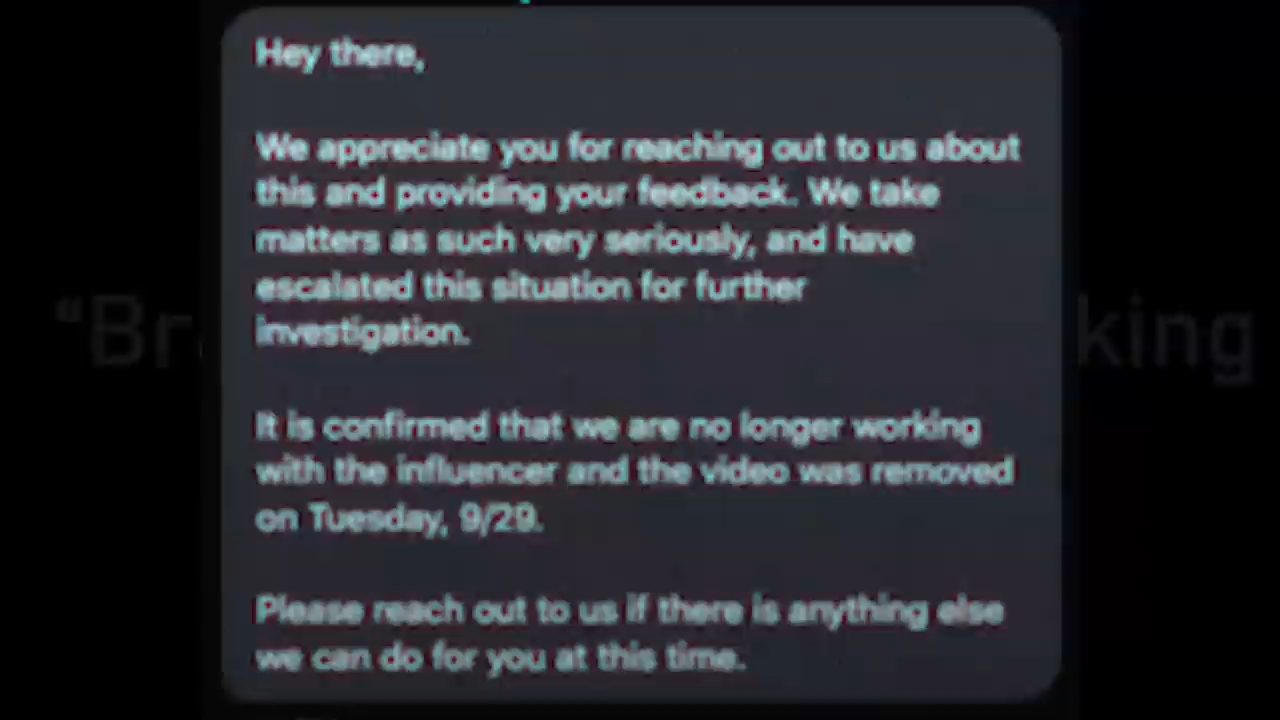 Hey there,
We appreciate you for reaching out to us about
this and providing your feedback. We take
matters as such very seriously, and have
escalated this situation for further
investigation.
It is confirmed that we are no longer working
with the influencer and the video was removed
on Tuesday, 9/29.
Please reach out to us if there is anything else
we can do for you at this time.